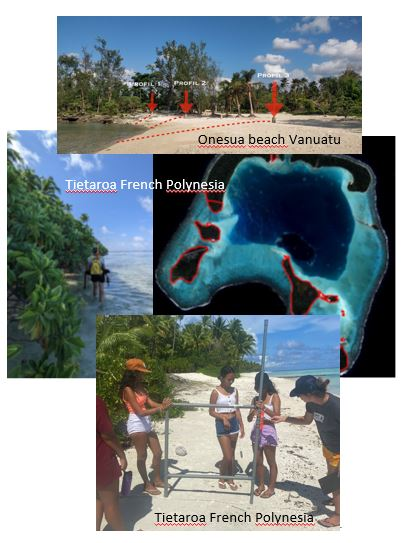 PROFIL 1
PROFIL 2
PROFIL 3
Onesua beach Vanuatu
Tietaroa French Polynesia
Tietaroa French Polynesia